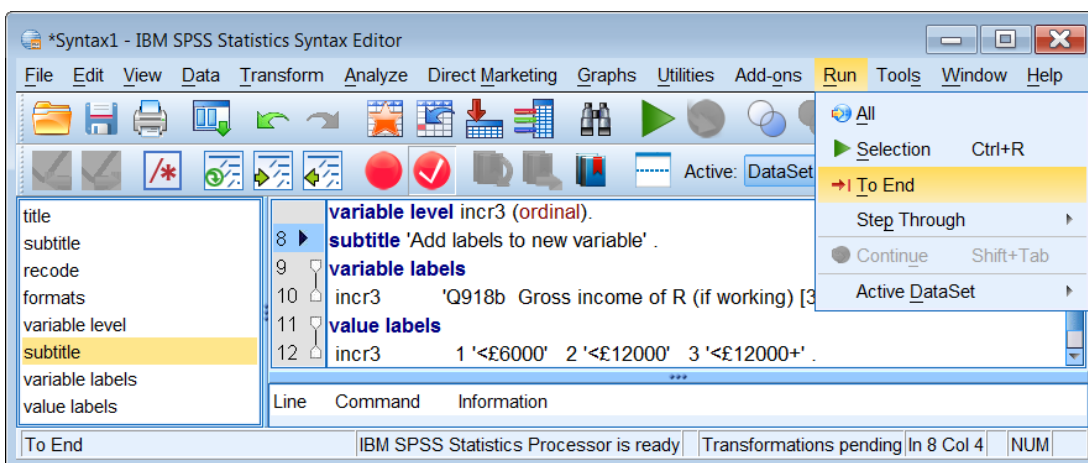 *Syntax1 - IBM SPSS Statistics Syntax Editor
File Edit View Data Transform Analyze Direct Marketing Graphs Utilities Add-ons Run Tools Window Help
All
Selection Ctrl+R
To End
Step Through
Continue Shift+Tab
Active DataSet
/*
Active: DataSet
title
subtitle
recode
formats
variable level
subtitle
variable labels
value labels
variable level incr3 (ordinal).
8 subtitle 'Add labels to new variable' .
9 variable labels
10 incr3 'Q918b Gross income of R (if working) [3
11 value labels
12 incr3 1 '<£6000' 2 '<£12000' 3 '<£12000+' .
Line Command Information
To End IBM SPSS Statistics Processor is ready Transformations pending In 8 Col 4 NUM